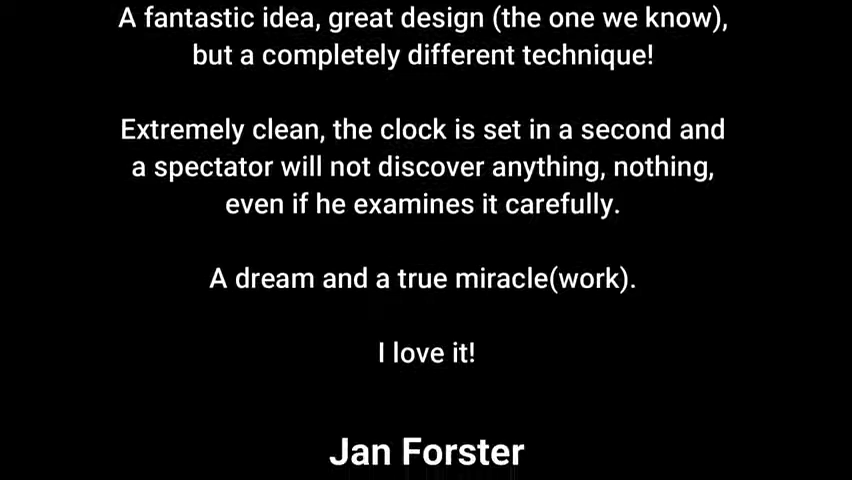 A fantastic idea, great design (the one we know),
but a completely different technique!
Extremely clean, the clock is set in a second and
a spectator will not discover anything, nothing,
even if he examines it carefully.
A dream and a true miracle(work).
I love it!
Jan Forster